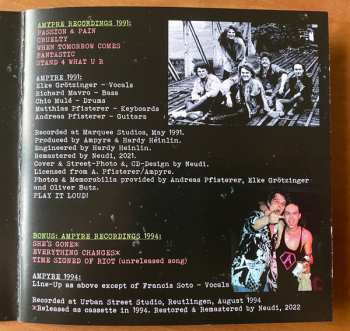 AMPYRE RECORDINGS 1991:
PASSION & PAIN
CRUELTY
WHEN TOMORROW COMES
FANTASTIC
STAND 4 WHAT U R
AMPYRE 1991:
Elke Grötzinger - Vocals
Richard Mavro - Bass
Chio Mulé - Drums
Matthias Pfisterer - Keyboards
Andreas Pfisterer - Guitars
Recorded at Marquee Studios, May 1991.
Produced by Ampyre & Hardy Heinlin.
Engineered by Hardy Heinlin.
Remastered by Neudi, 2021.
Cover & Street-Photo &, CD-Design by Neudi.
Licensed from A. Pfisterer/Ampyre.
Photos & Memorabilia provided by Andreas Pfisterer, Elke Grötzinger
and Oliver Butz.
PLAY IT LOUD!
BONUS: AMPYRE RECORDINGS 1994:
SHE'S GONE*
EVERYTHING CHANGES*
TIME SIGNED OF RIOT (unreleased song)
AMPYRE 1994:
Line-Up as above except of Francis Soto - Vocals
Recorded at Urban Street Studio, Reutlingen, August 1994
*Released as cassette in 1994. Restored & Remastered by Neudi, 2022